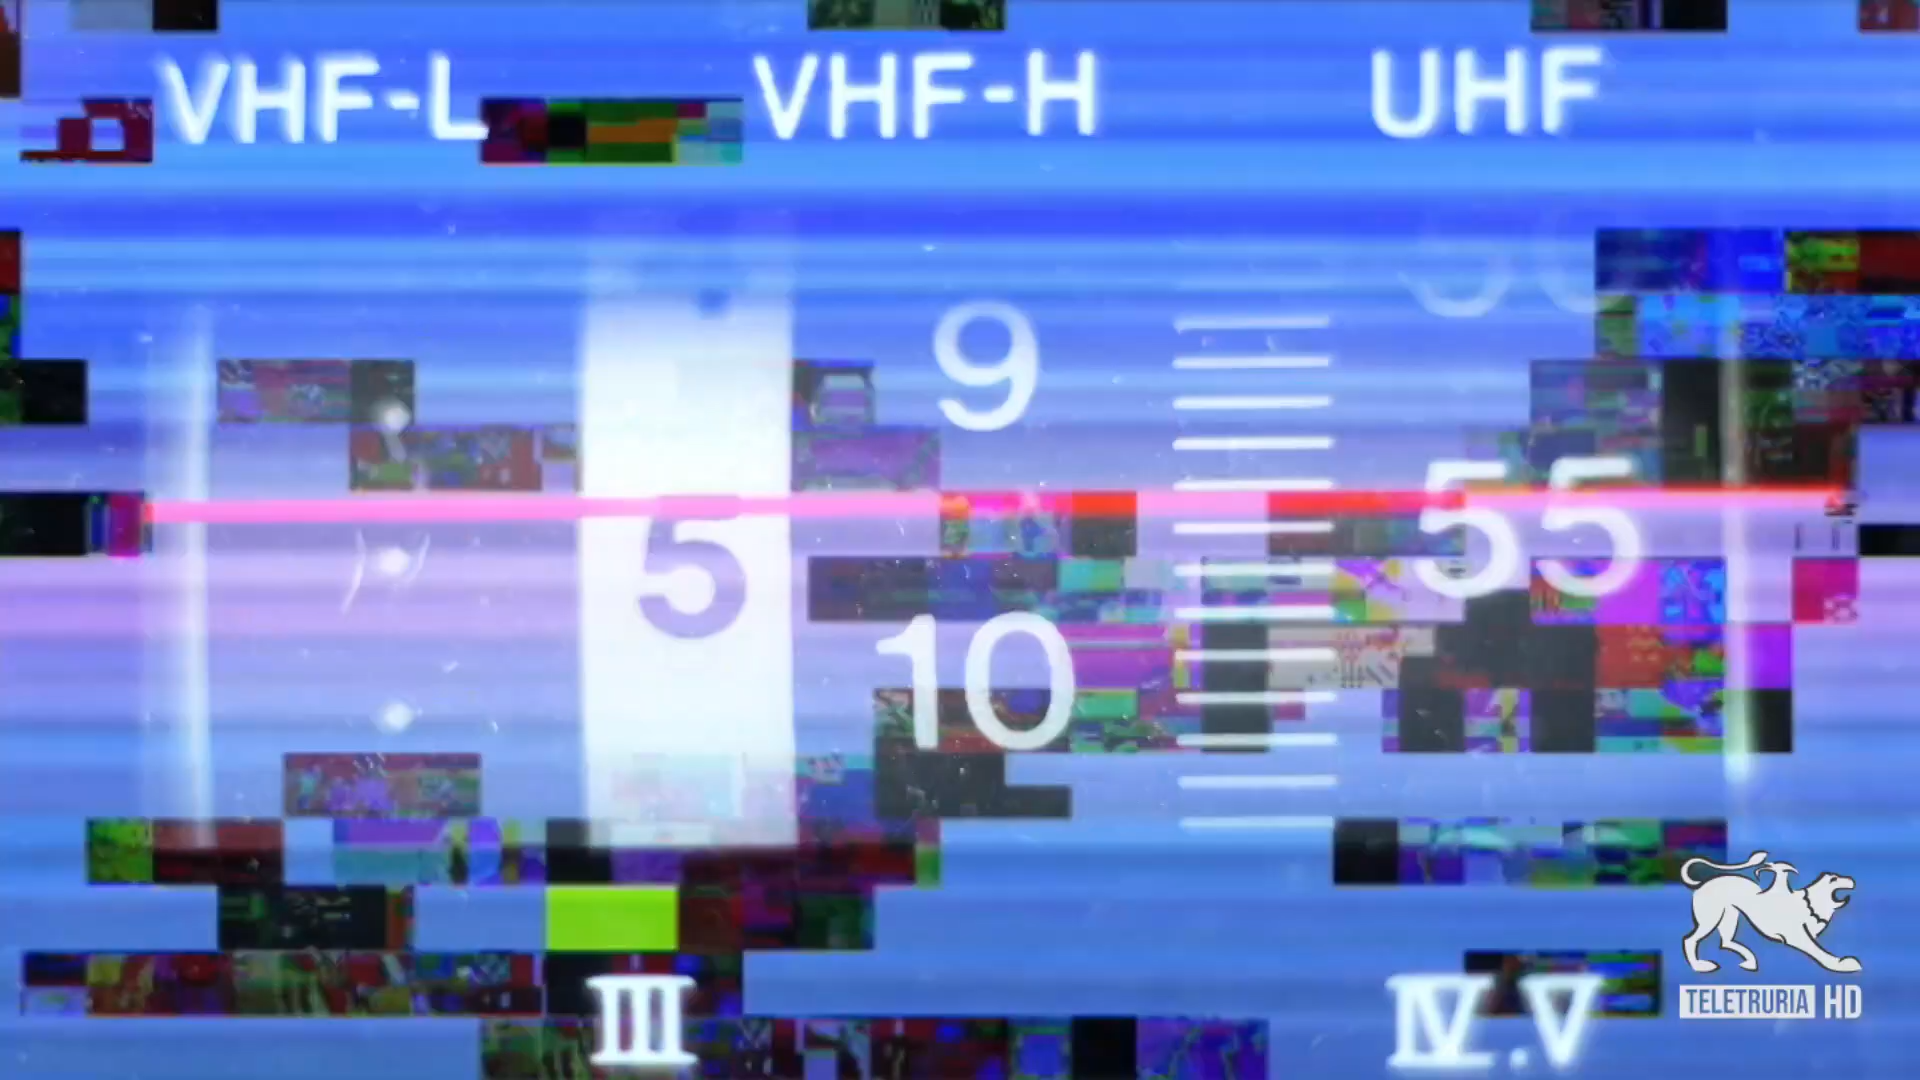 VHF-L VHF-H UHF
9
5 55
10
III IV.V
TELETRURIA HD